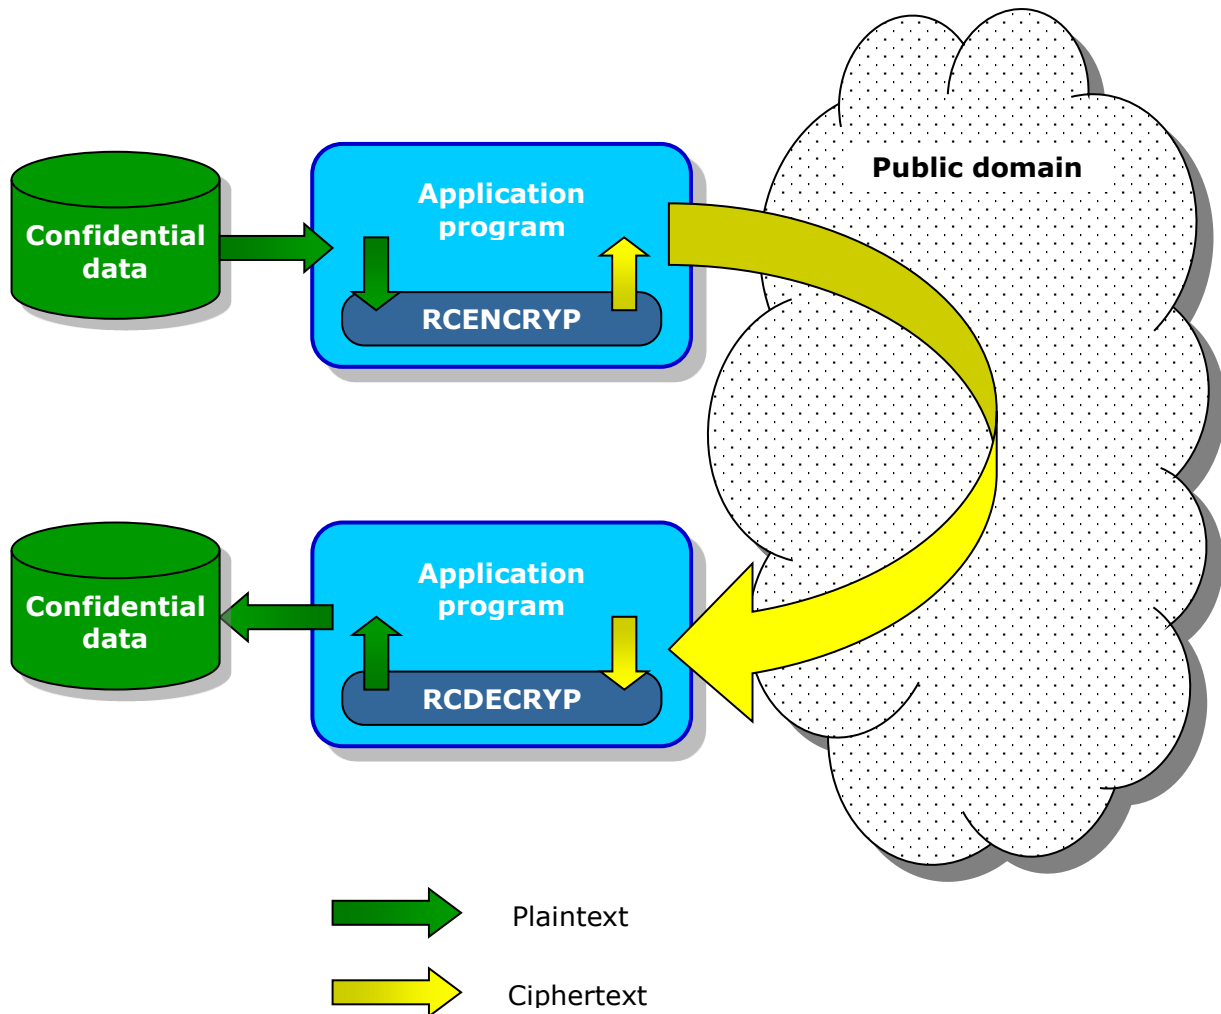 Public domain
Application
program
Confidential
data
RCENCRYP
Application
program
Confidential
data
RCDECRYP
Plaintext
Ciphertext